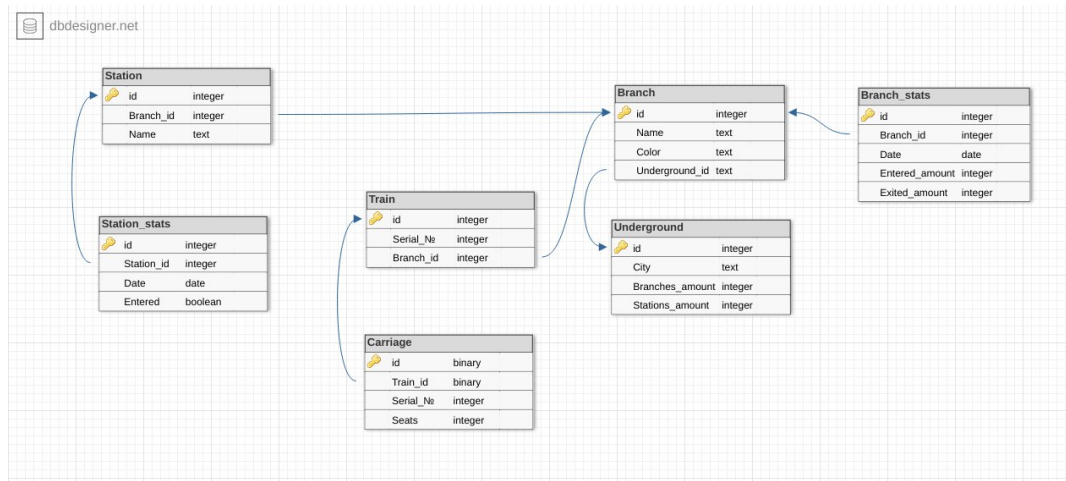 dbdesigner.net
Station
id integer
Branch_id integer
Name text
Station_stats
id integer
Station_id integer
Date date
Entered boolean
Train
id integer
Serial_№ integer
Branch_id integer
Carriage
id binary
Train_id binary
Serial_№ integer
Seats integer
Branch
id integer
Name text
Color text
Underground_id text
Underground
id integer
City text
Branches_amount integer
Stations_amount integer
Branch_stats
id integer
Branch_id integer
Date date
Entered_amount integer
Exited_amount integer